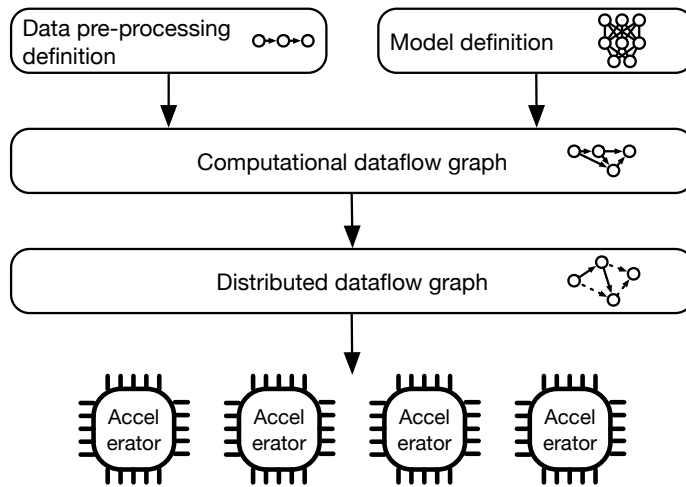 Data pre-processing
definition
Model definition
Computational dataflow graph
Distributed dataflow graph
Accel
erator
Accel
erator
Accel
erator
Accel
erator